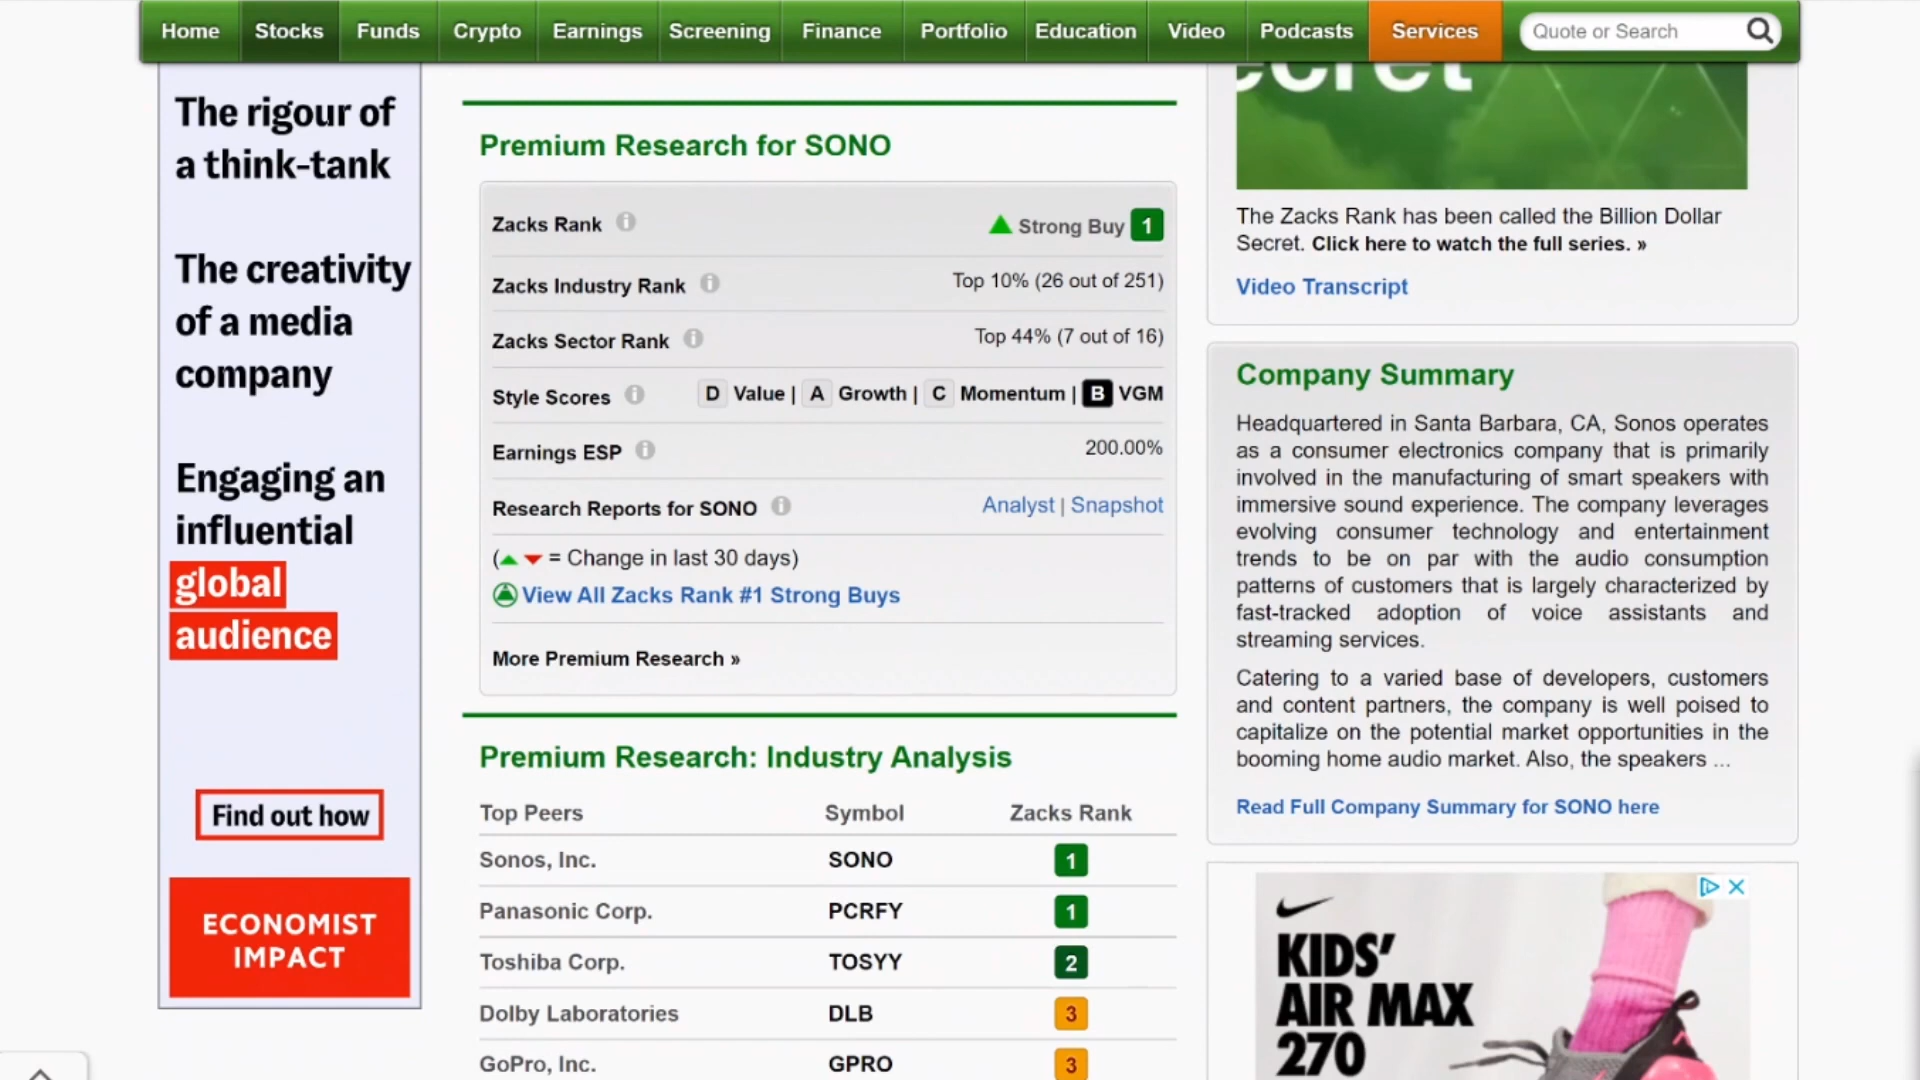 Home Stocks Funds Crypto Earnings Screening Finance Portfolio Education Video Podcasts Services Quote or Search
The rigour of
a think-tank
The creativity
of a media
company
Engaging an
influential
global
audience
Find out how
ECONOMIST
IMPACT
Premium Research for SONO
Zacks Rank Strong Buy 1
Zacks Industry Rank Top 10% (26 out of 251)
Zacks Sector Rank Top 44% (7 out of 16)
Style Scores D Value | A Growth | C Momentum | B VGM
Earnings ESP 200.00%
Research Reports for SONO Analyst | Snapshot
( = Change in last 30 days)
View All Zacks Rank #1 Strong Buys
More Premium Research »
Premium Research: Industry Analysis
Top Peers Symbol Zacks Rank
Sonos, Inc. SONO 1
Panasonic Corp. PCRFY 1
Toshiba Corp. TOSYY 2
Dolby Laboratories DLB 3
GoPro, Inc. GPRO 3
ecret
The Zacks Rank has been called the Billion Dollar
Secret. Click here to watch the full series. »
Video Transcript
Company Summary
Headquartered in Santa Barbara, CA, Sonos operates
as a consumer electronics company that is primarily
involved in the manufacturing of smart speakers with
immersive sound experience. The company leverages
evolving consumer technology and entertainment
trends to be on par with the audio consumption
patterns of customers that is largely characterized by
fast-tracked adoption of voice assistants and
streaming services.
Catering to a varied base of developers, customers
and content partners, the company is well poised to
capitalize on the potential market opportunities in the
booming home audio market. Also, the speakers ...
Read Full Company Summary for SONO here
KIDS'
AIR MAX
270